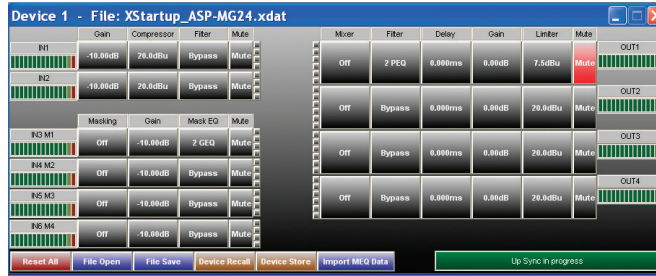 Device 1 - File: XStartup_ASP-MG24.xdat
Gain Compressor Filter Mute
IN1
-10.00dB 20.0dBu Bypass Mute
IN2
-10.00dB 20.0dBu Bypass Mute
Masking Gain Mask EQ Mute
IN3 M1
Off -10.00dB 2 GEQ Mute
IN4 M2
Off -10.00dB Bypass Mute
IN5 M3
Off -10.00dB Bypass Mute
IN6 M4
Off -10.00dB Bypass Mute
Mixer Filter Delay Gain Limiter Mute
OUT1
Off 2 PEQ 0.000ms 0.00dB 7.5dBu Mute
OUT2
Off Bypass 0.000ms 0.00dB 20.0dBu Mute
OUT3
Off Bypass 0.000ms 0.00dB 20.0dBu Mute
OUT4
Off Bypass 0.000ms 0.00dB 20.0dBu Mute
Reset All File Open File Save Device Recall Device Store Import MEQ Data Up Sync in progress